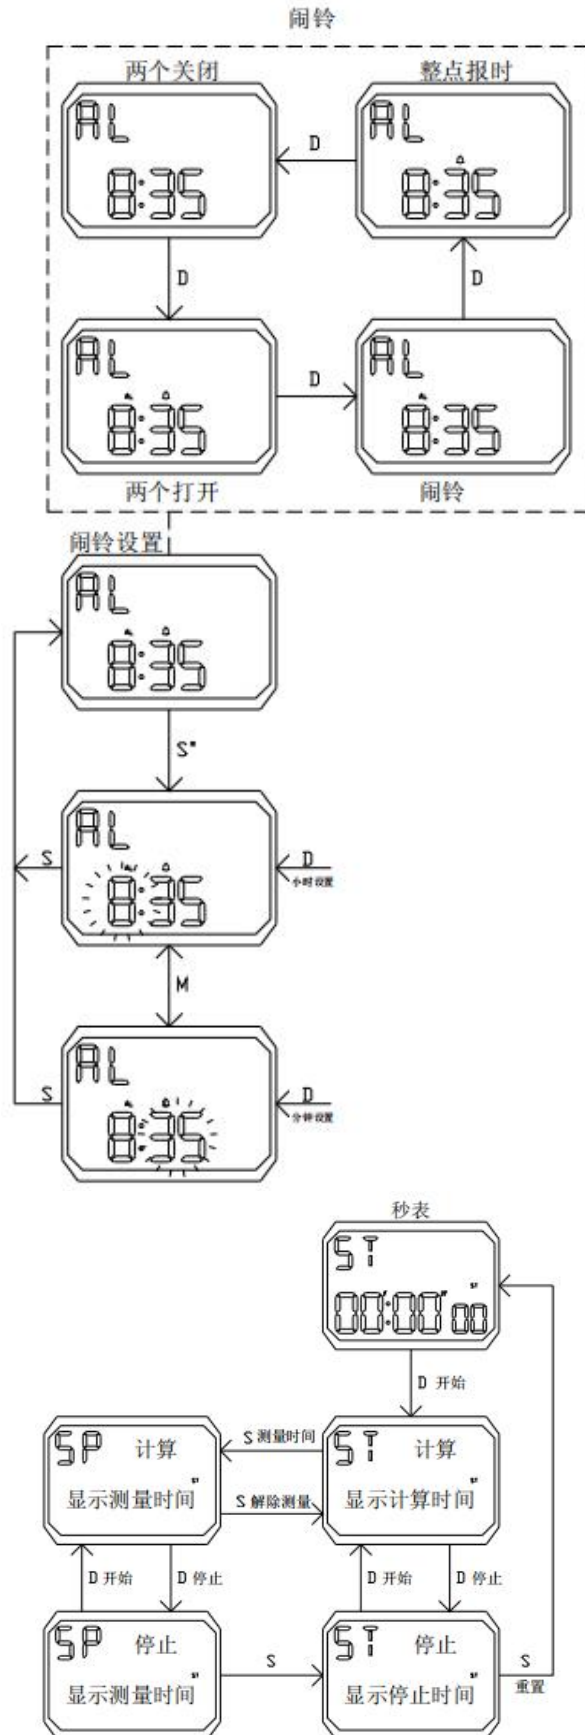 闹铃
两个关闭 整点报时
AL AL
D
8:35 8:35
D D
AL AL
D
8:35 8:35
两个打开 闹铃
闹铃设置
AL
8:35
S*
AL
S D
8:35 小时设置
M
AL
S D
8:35 分钟设置
秒表
ST
ST
00:00 00
D 开始
SP 计算 S 测量时间 ST 计算
显示测量时间 ST S 解除测量 显示计算时间 ST
D 开始 D 停止 D 开始 D 停止
SP 停止 S ST 停止 S
显示测量时间 ST 显示停止时间 ST 重置